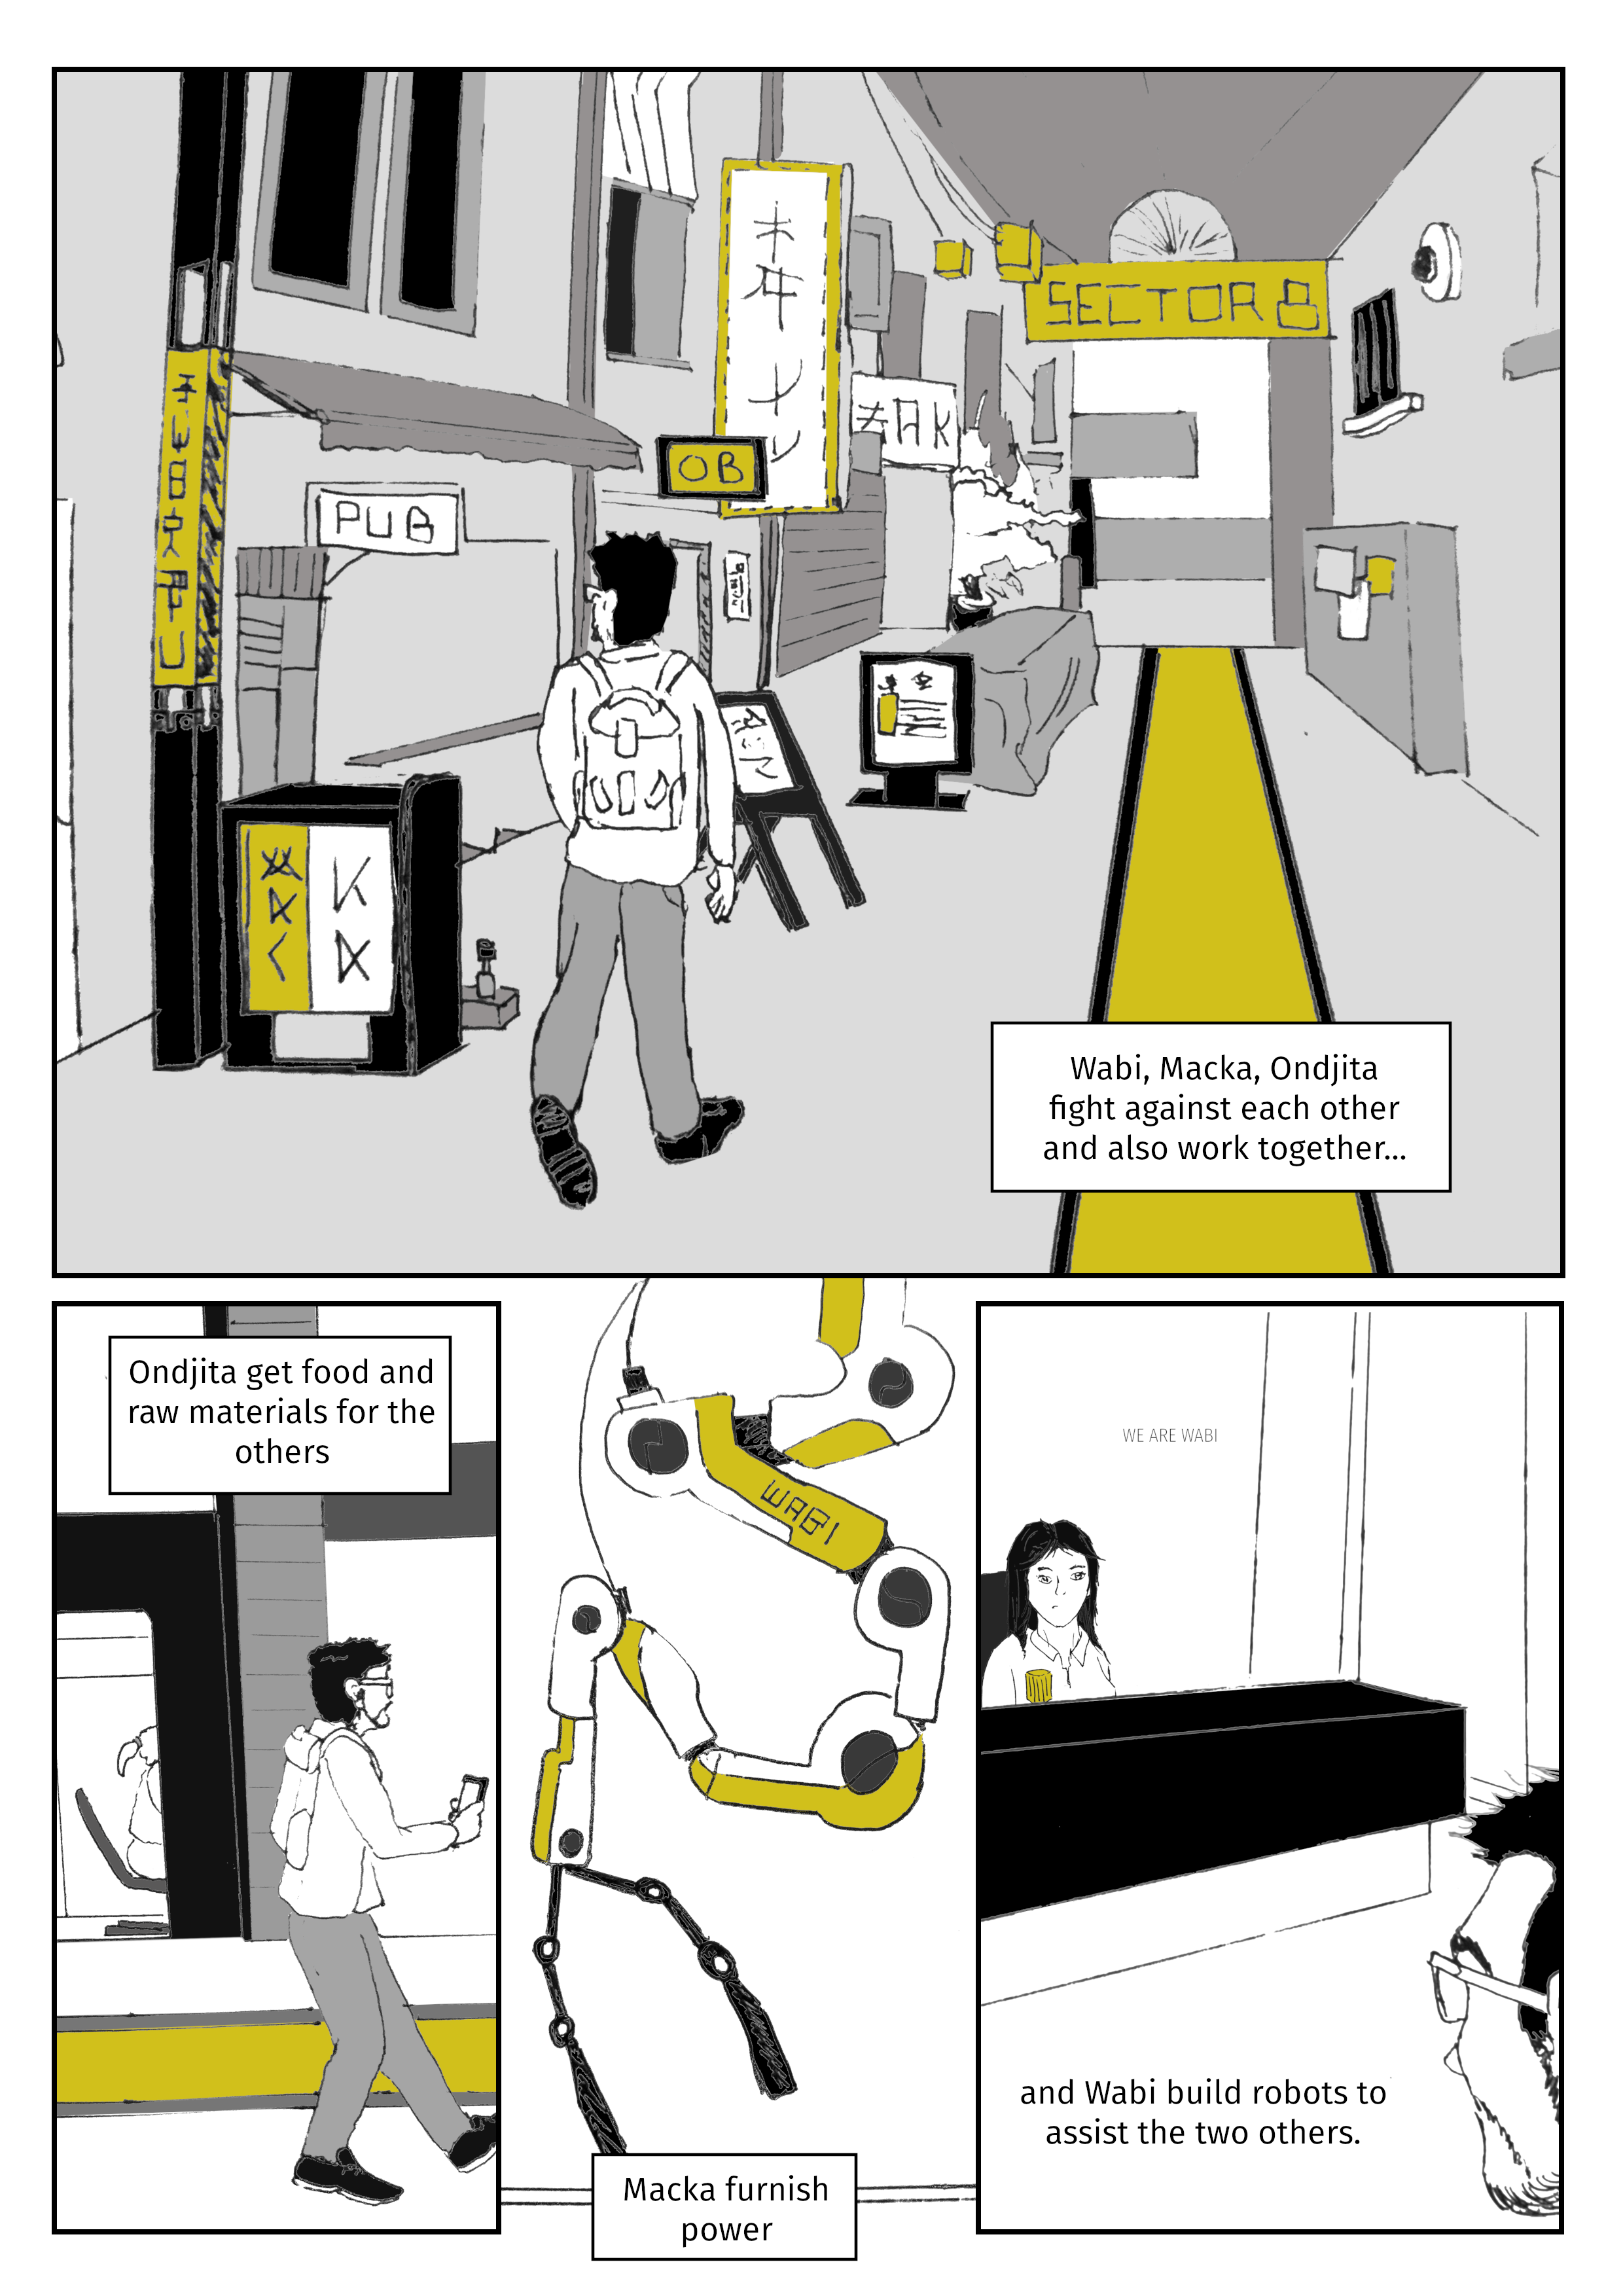 SECTOR 8
OB
PUB
Wabi, Macka, Ondjita
fight against each other
and also work together...
Ondjita get food and
raw materials for the
others
WABI
Macka furnish
power
WE ARE WABI
and Wabi build robots to
assist the two others.